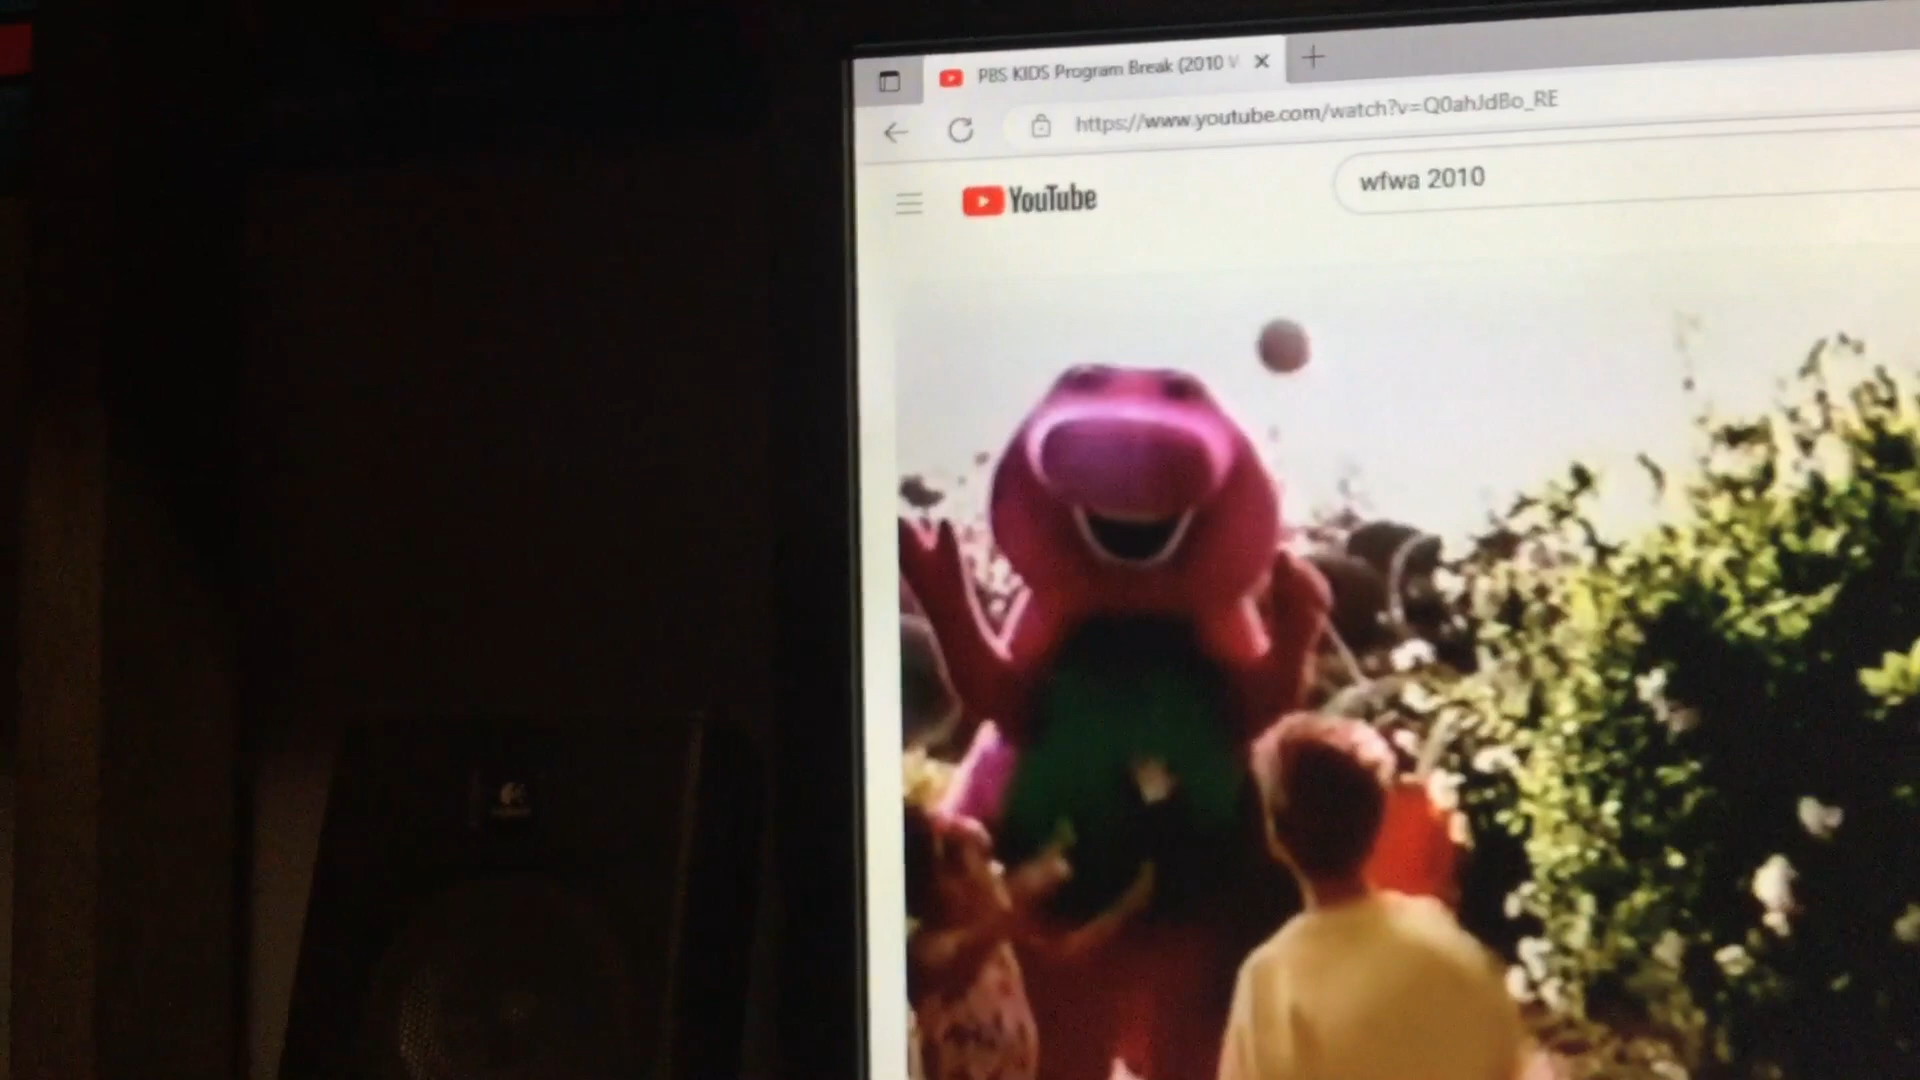 PBS KIDS Program Break (2010
https://www.youtube.com/watch?v=Q0ahJdBo_RE
YouTube
wfwa 2010